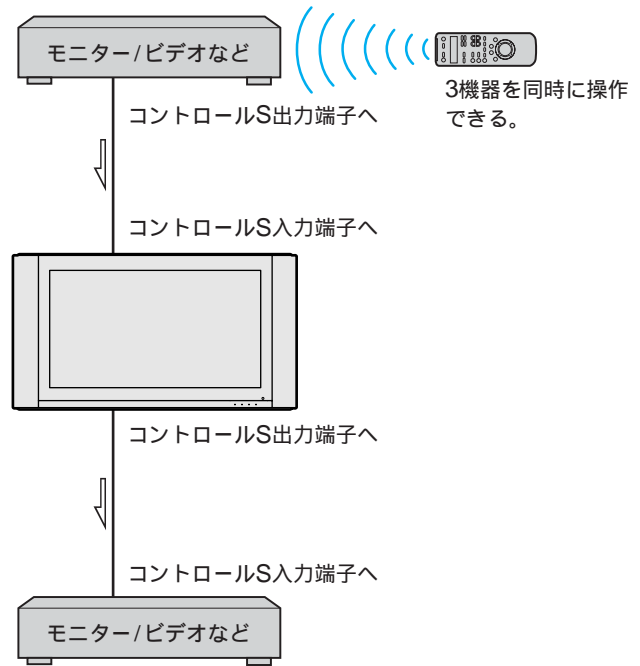 モニター/ビデオなど
3機器を同時に操作
できる。
コントロールS出力端子へ
コントロールS入力端子へ
コントロールS出力端子へ
コントロールS入力端子へ
モニター/ビデオなど